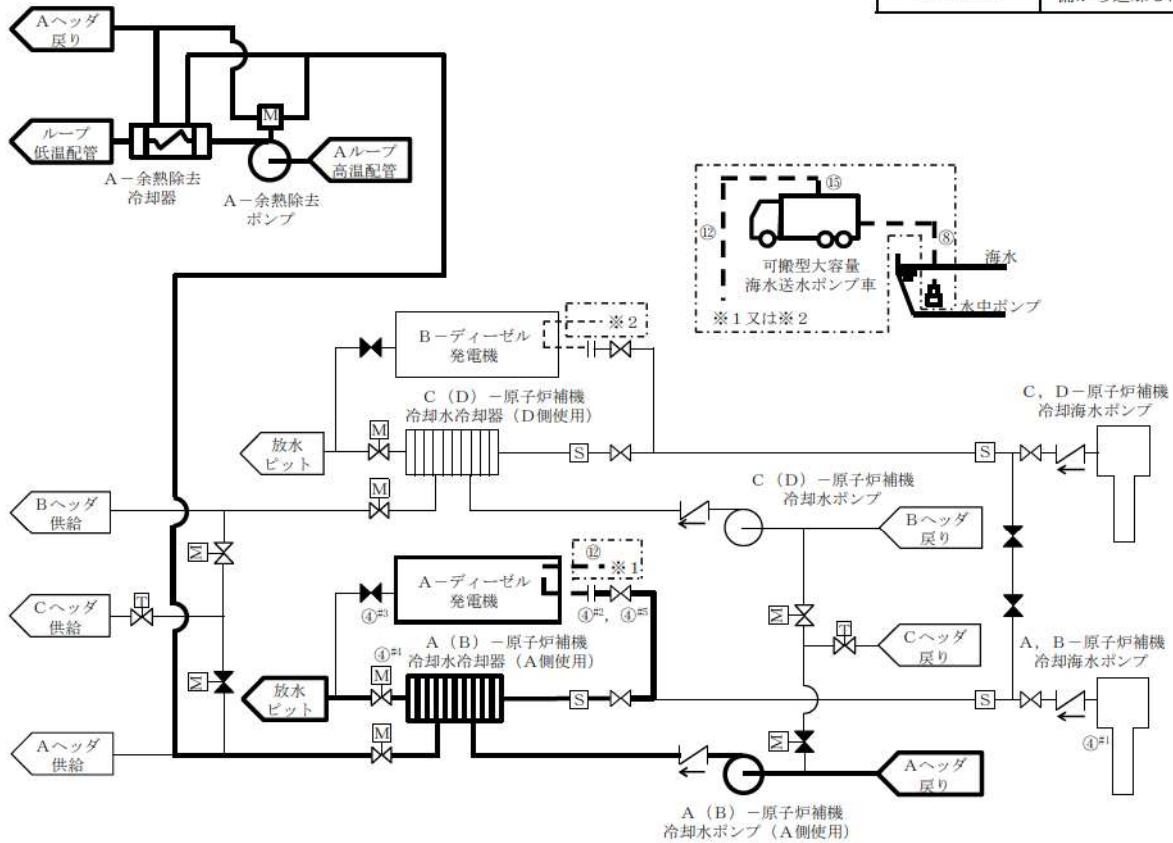 備から
Aヘッダ
戻り
ループ
低温配管
M
Aループ
高温配管
A-余熱除去
冷却器
A-余熱除去
ポンプ
⑮
⑫
⑧
可搬型大容量
海水送水ポンプ車
海水
水中ポンプ
※1又は※2
B-ディーゼル
発電機
※2
C(D)-原子炉補機
冷却水冷却器(D側使用)
C,D-原子炉補機
冷却海水ポンプ
放水
ピット
M
S
S
M
C(D)-原子炉補機
冷却水ポンプ
Bヘッダ
供給
Bヘッダ
戻り
M
A-ディーゼル
発電機
⑫
※1
④#3
④#2, ④#5
Cヘッダ
供給
T
M
T
Cヘッダ
戻り
A(B)-原子炉補機
冷却水冷却器(A側使用)
④#4
M
A,B-原子炉補機
冷却海水ポンプ
放水
ピット
M
S
S
④#1
M
M
Aヘッダ
供給
Aヘッダ
戻り
A(B)-原子炉補機
冷却水ポンプ(A側使用)